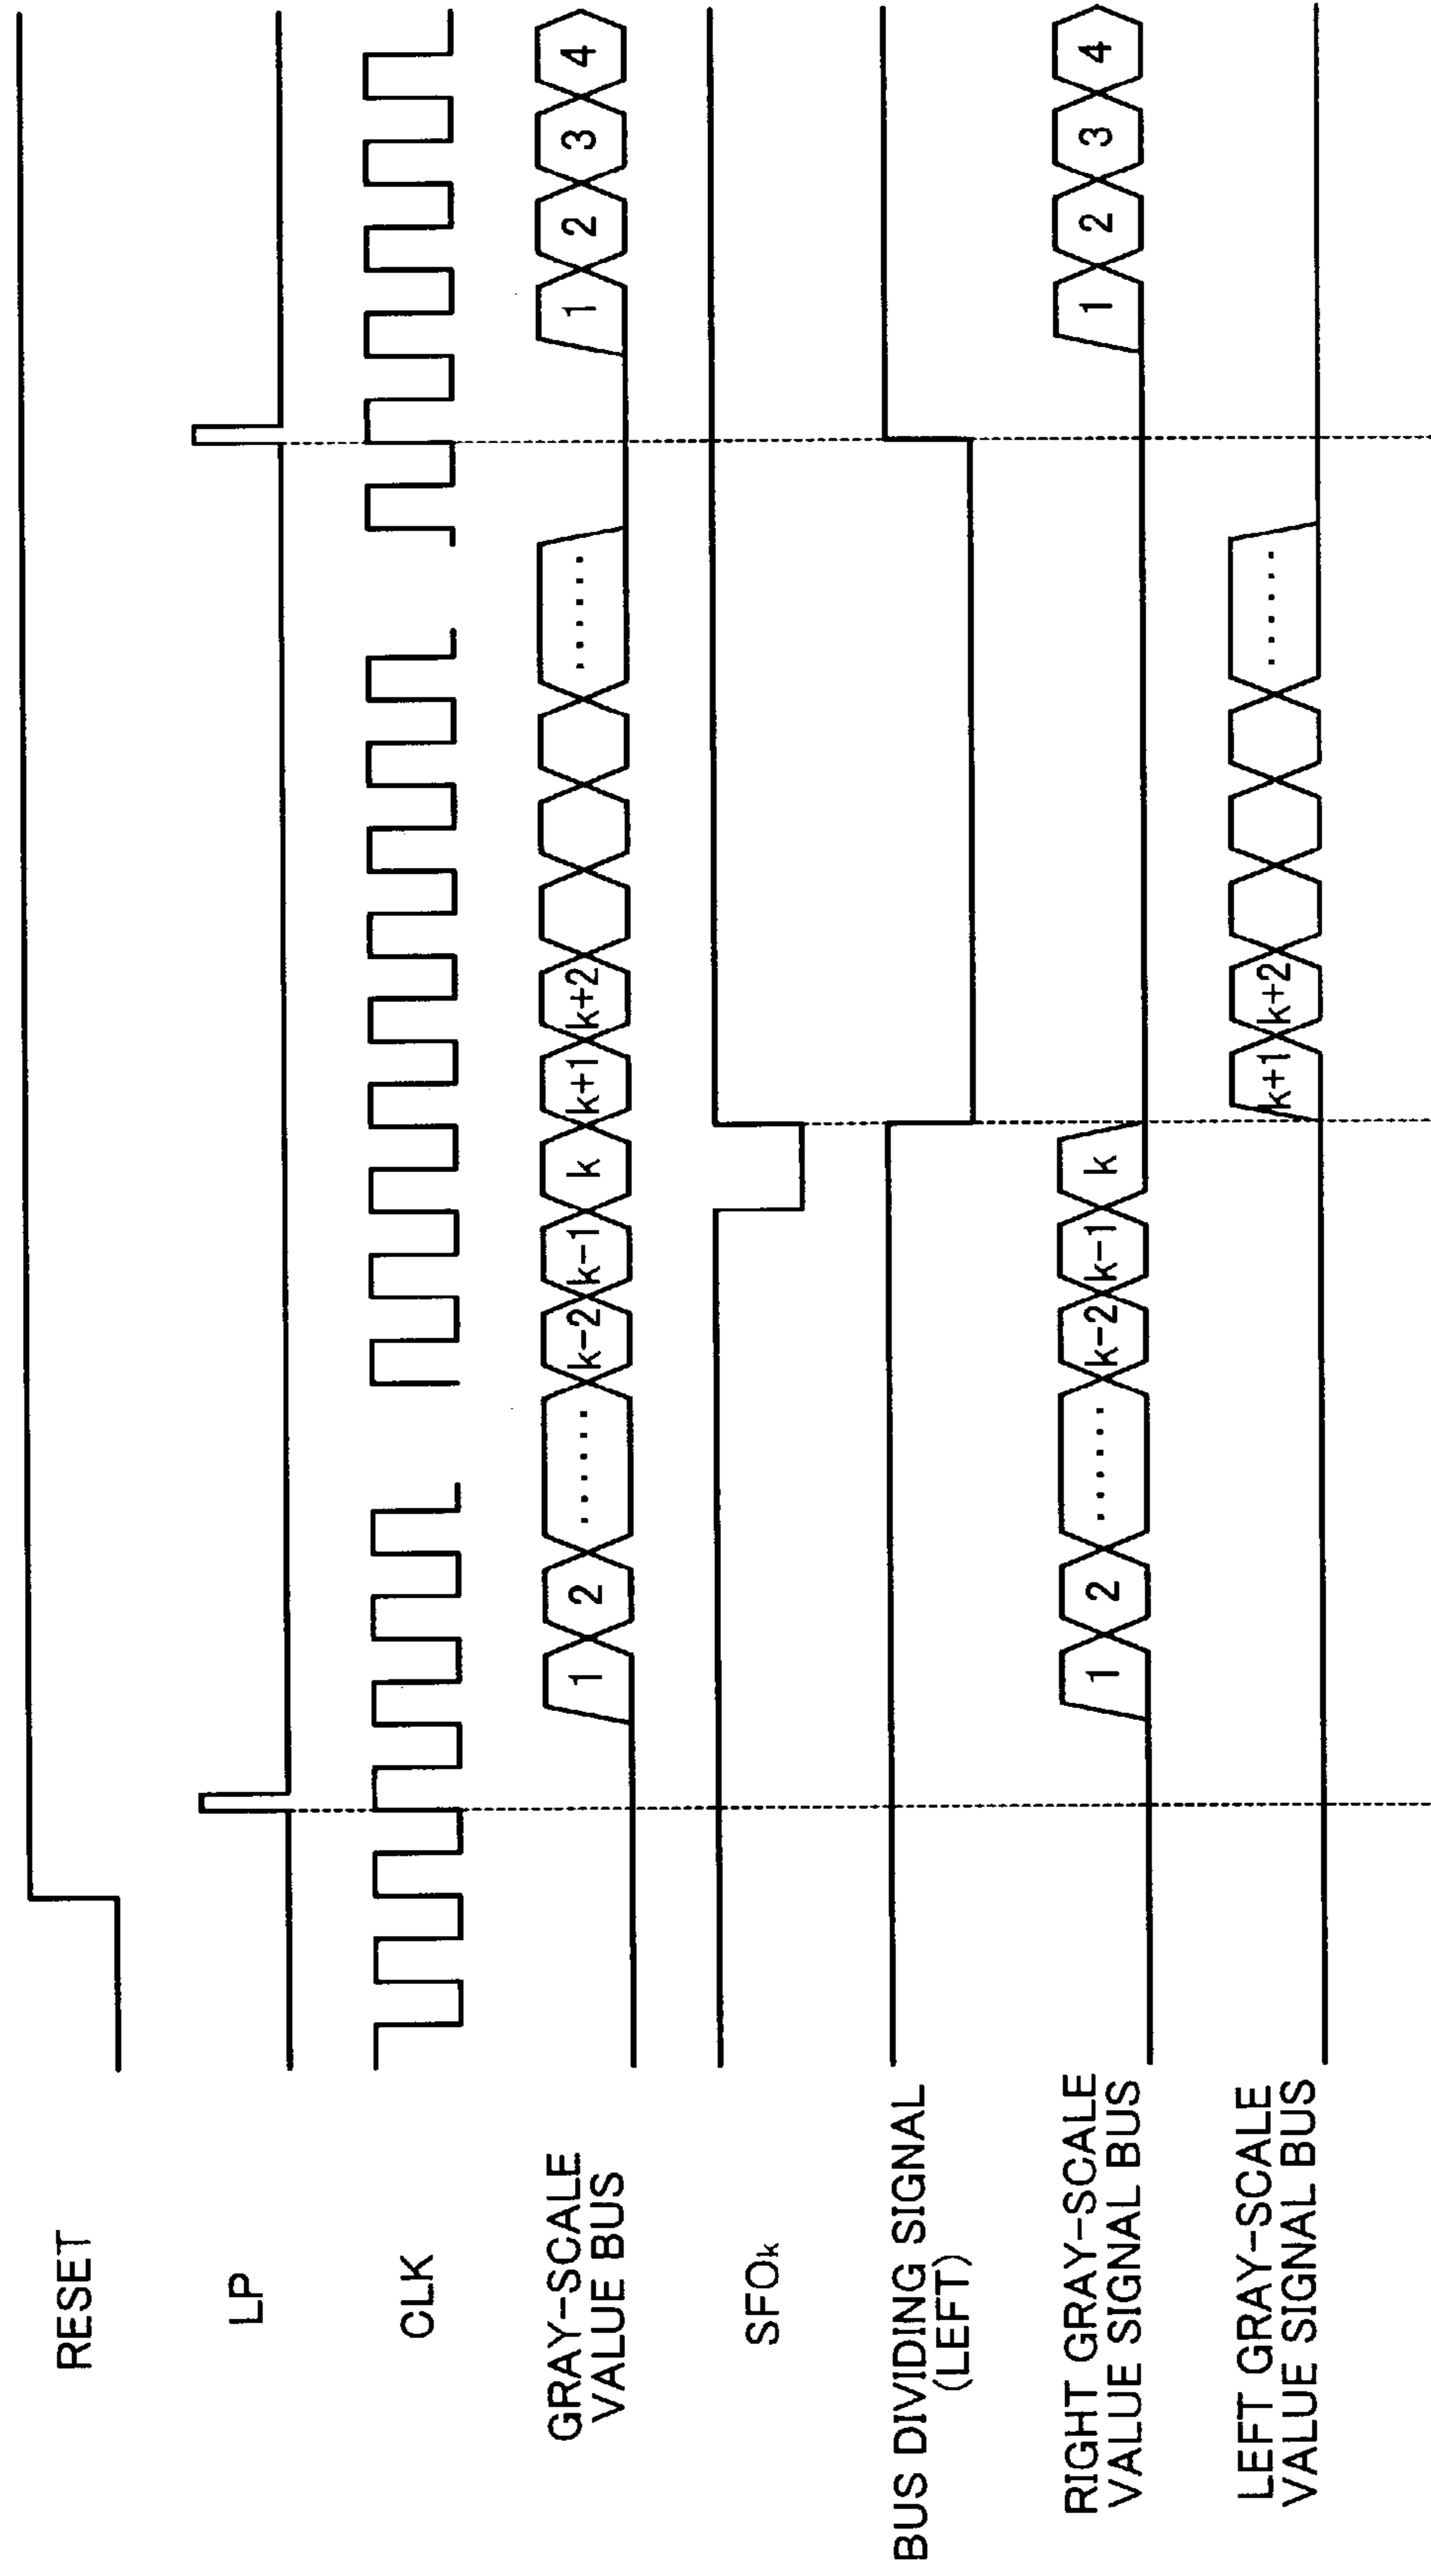 RESET
LP
CLK
GRAY-SCALE
VALUE BUS
1 2 ...... k-2 k-1 k k+1 k+2 ...... 1 2 3 4
SFOk
BUS DIVIDING SIGNAL
(LEFT)
RIGHT GRAY-SCALE
VALUE SIGNAL BUS
1 2 ...... k-2 k-1 k 1 2 3 4
LEFT GRAY-SCALE
VALUE SIGNAL BUS
k+1 k+2 ......